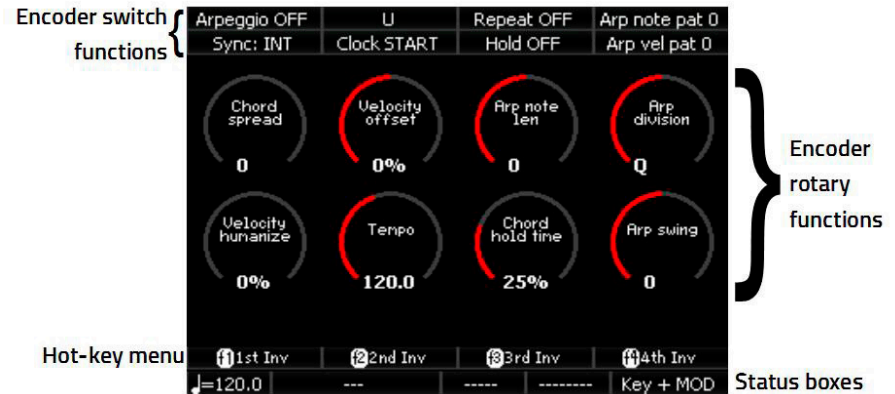 Encoder switch
functions
Arpeggio OFF U Repeat OFF Arp note pat 0
Sync: INT Clock START Hold OFF Arp vel pat 0
Chord
spread
0
Velocity
offset
0%
Arp note
len
0
Arp
division
Q
Encoder
rotary
functions
Velocity
humanize
0%
Tempo
120.0
Chord
hold time
25%
Arp swing
0
Hot-key menu
f1 1st Inv f2 2nd Inv f3 3rd Inv f4 4th Inv
♩=120.0 --- ----- -------- Key + MOD
Status boxes